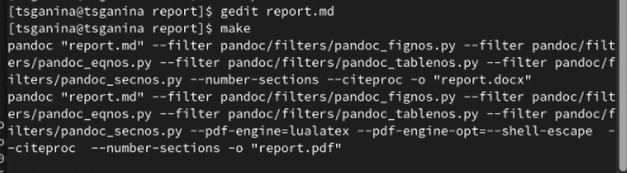 [tsganina@tsganina report]$ gedit report.md
[tsganina@tsganina report]$ make
pandoc "report.md" --filter pandoc/filters/pandoc_fignos.py --filter pandoc/filt
ers/pandoc_eqnos.py --filter pandoc/filters/pandoc_tablenos.py --filter pandoc/f
ilters/pandoc_secnos.py --number-sections --citeproc -o "report.docx"
pandoc "report.md" --filter pandoc/filters/pandoc_fignos.py --filter pandoc/filt
ers/pandoc_eqnos.py --filter pandoc/filters/pandoc_tablenos.py --filter pandoc/f
ilters/pandoc_secnos.py --pdf-engine=lualatex --pdf-engine-opt=--shell-escape  -
-citeproc  --number-sections -o "report.pdf"